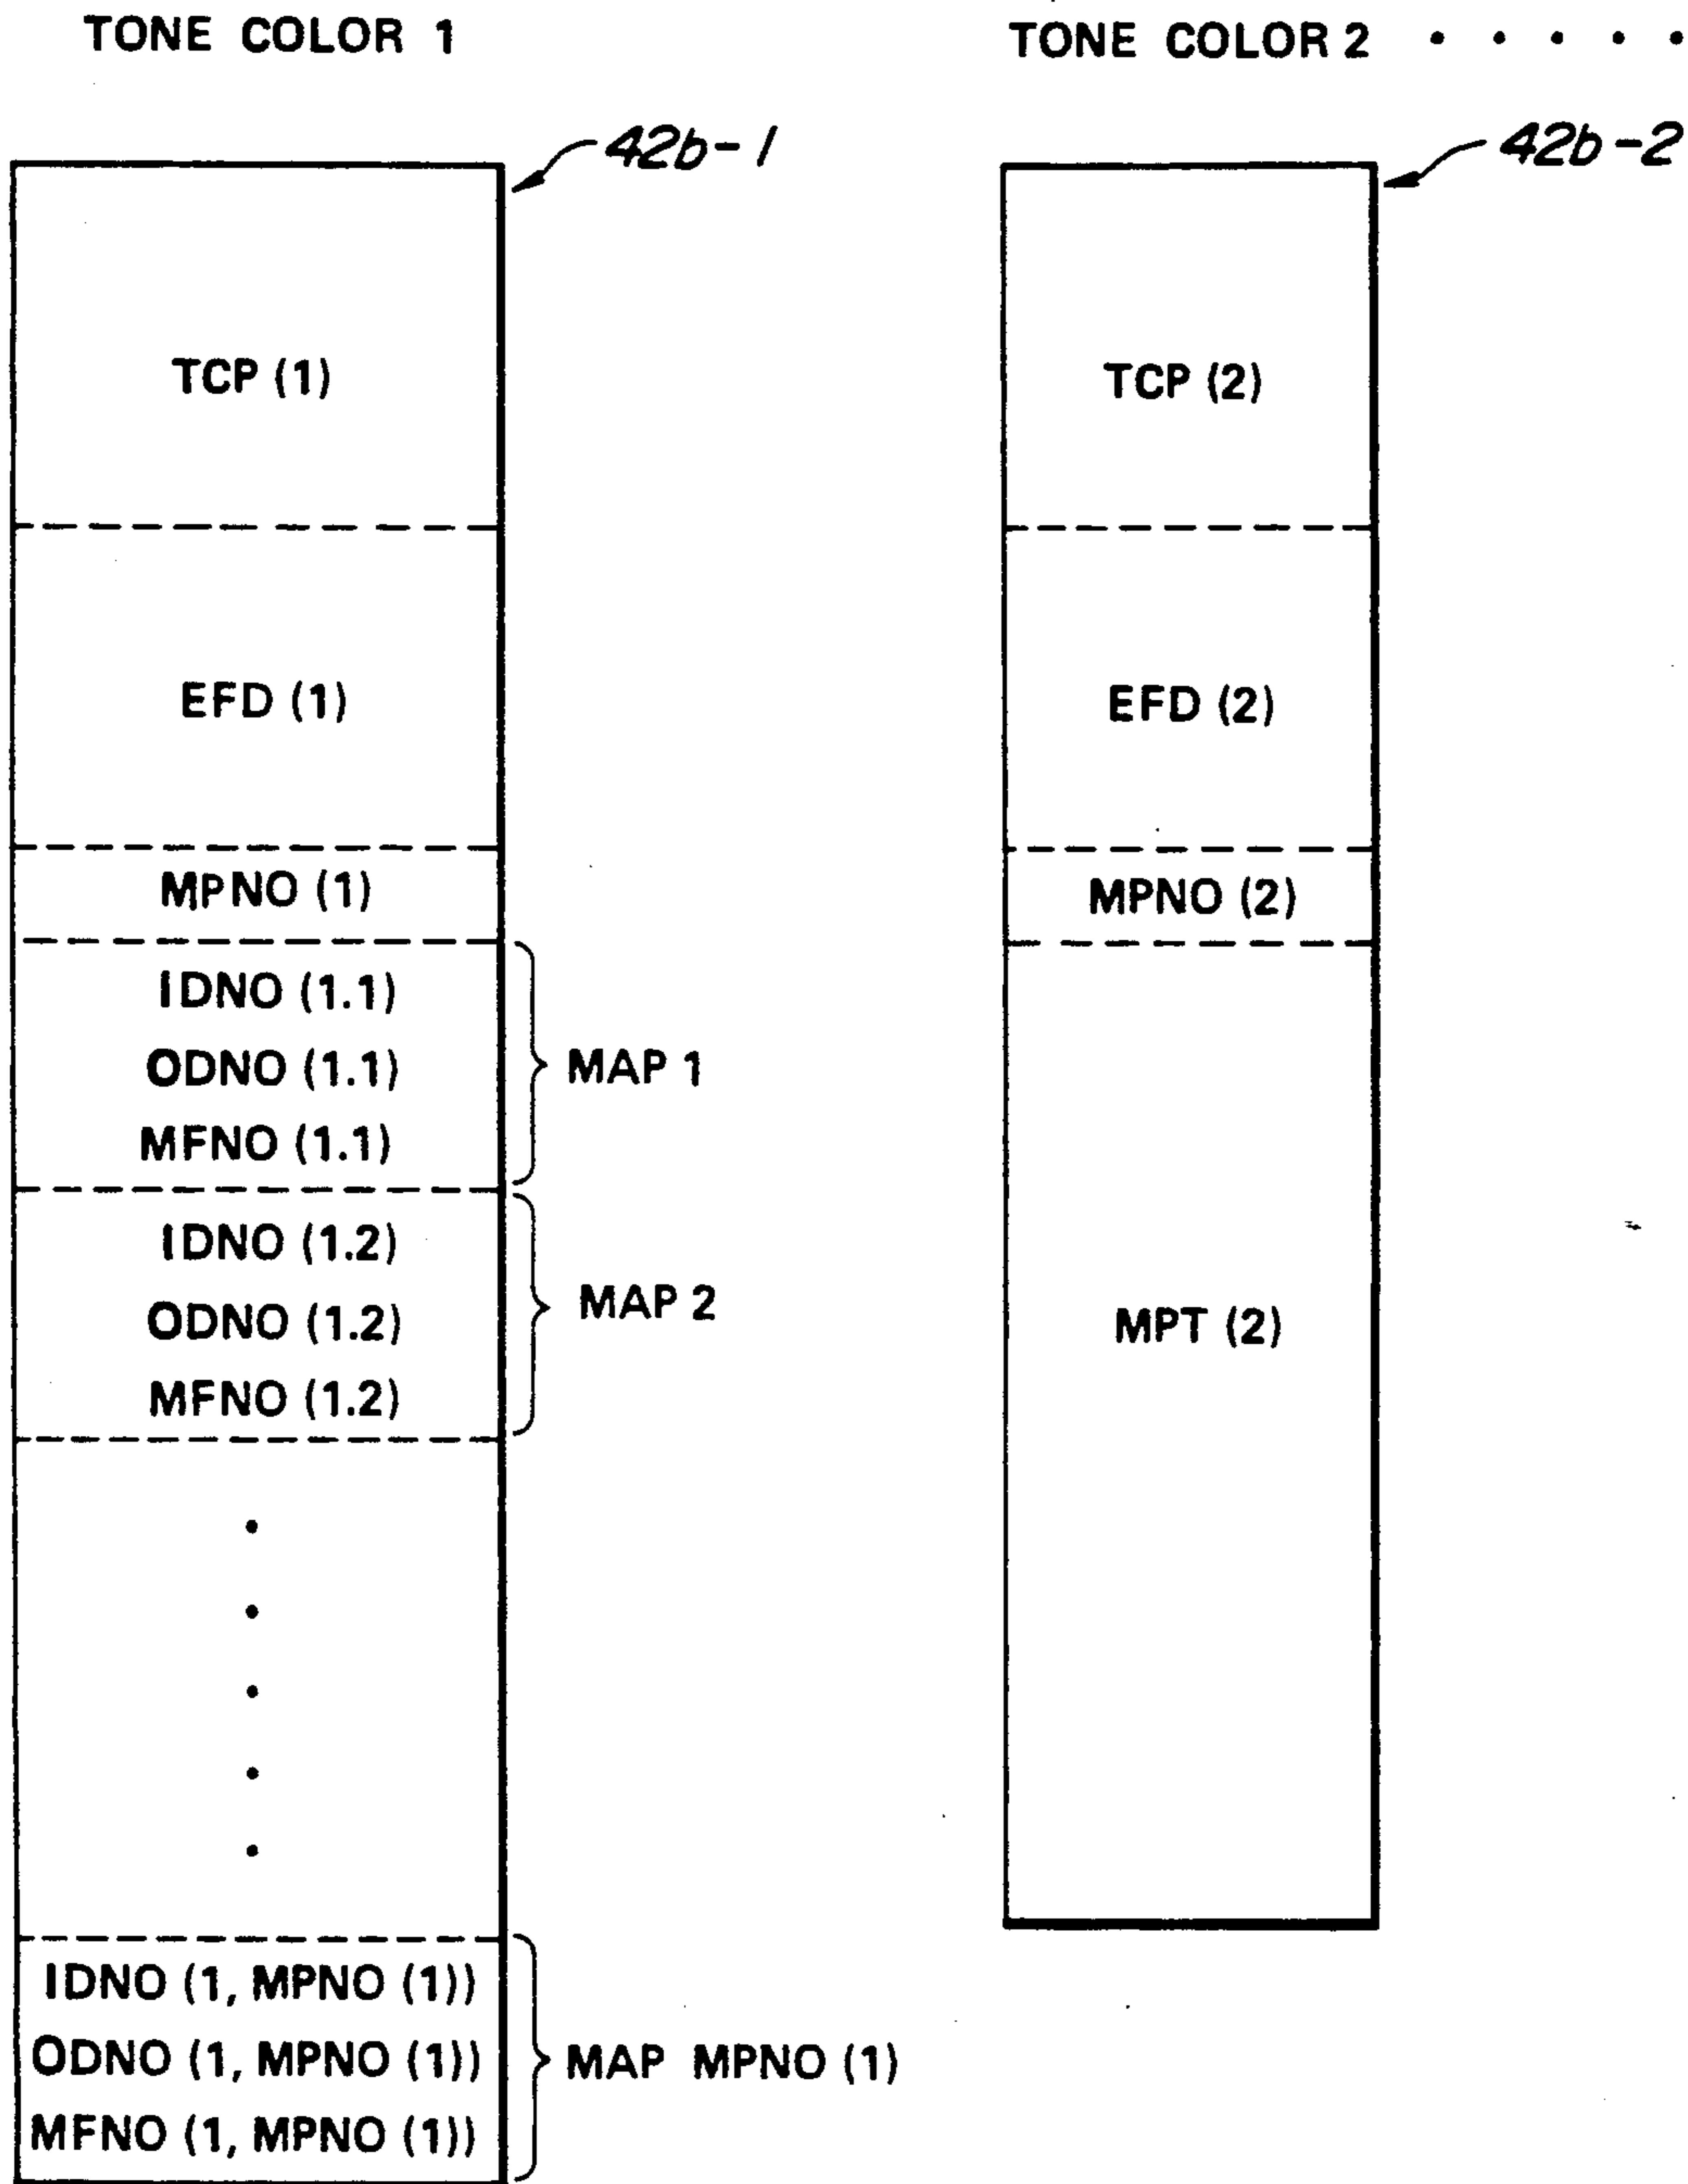 TONE COLOR 1
TONE COLOR 2 . . . . .
42b-1
42b-2
TCP (1)
EFD (1)
MPNO (1)
IDNO (1.1)
ODNO (1.1)
MFNO (1.1)
MAP 1
IDNO (1.2)
ODNO (1.2)
MFNO (1.2)
MAP 2
IDNO (1, MPNO (1))
ODNO (1, MPNO (1))
MFNO (1, MPNO (1))
MAP MPNO (1)
TCP (2)
EFD (2)
MPNO (2)
MPT (2)